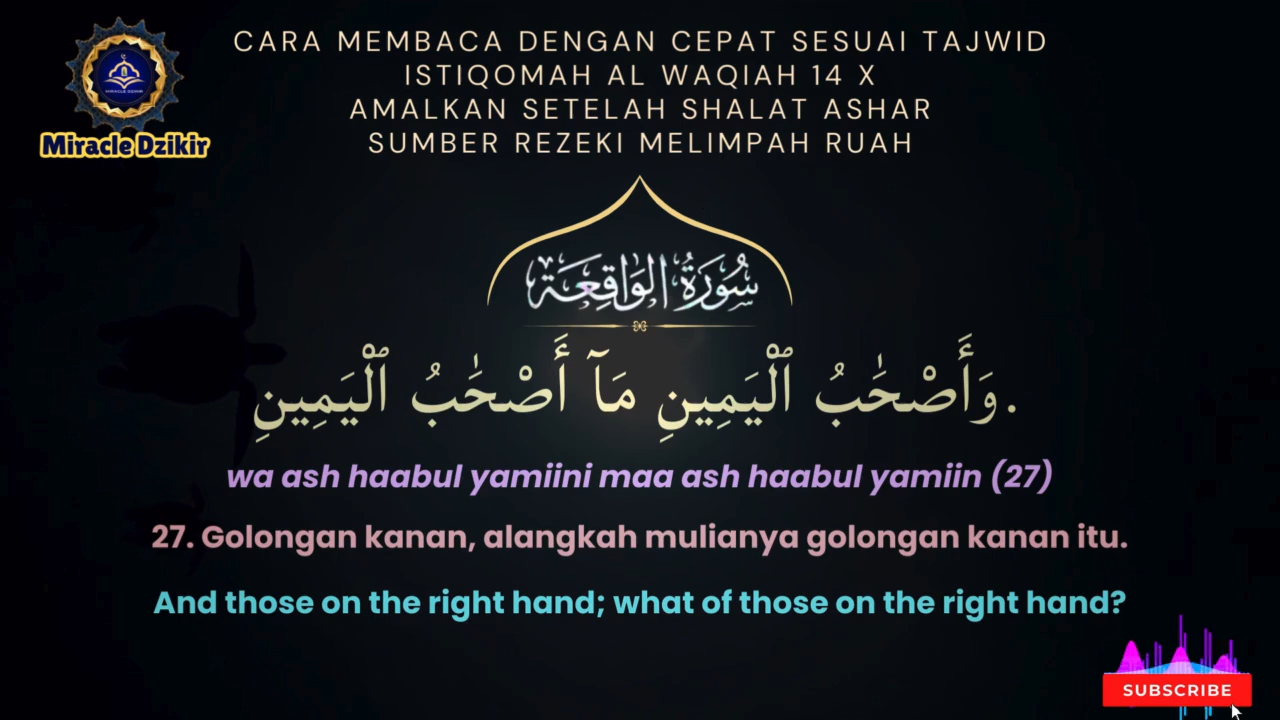 CARA MEMBACA DENGAN CEPAT SESUAI TAJWID
ISTIQOMAH AL WAQIAH 14 X
AMALKAN SETELAH SHALAT ASHAR
SUMBER REZEKI MELIMPAH RUAH
MIRACLE DZIKIR
Miracle Dzikir
سُورَةُ الوَاقِعَة
.وَأَصْحَٰبُ ٱلْيَمِينِ مَآ أَصْحَٰبُ ٱلْيَمِينِ
wa ash haabul yamiini maa ash haabul yamiin (27)
27. Golongan kanan, alangkah mulianya golongan kanan itu.
And those on the right hand; what of those on the right hand?
SUBSCRIBE